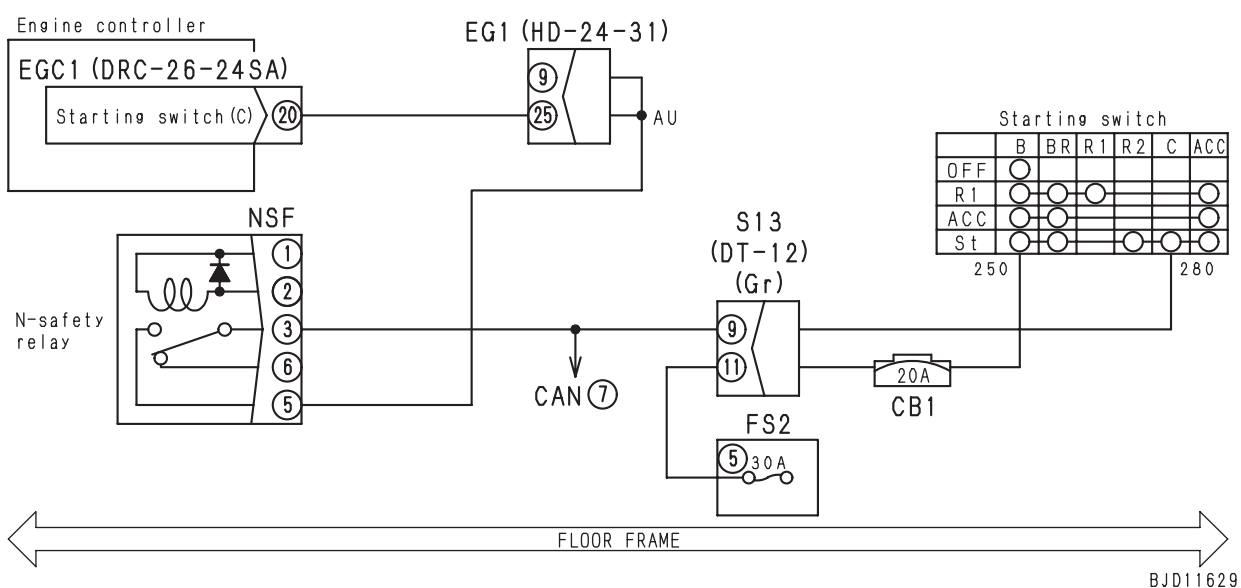 Engine controller
EGC1 (DRC-26-24SA)
Starting switch (C)
20
EG1 (HD-24-31)
9
25
AU
Starting switch
B BR R1 R2 C ACC
OFF
R1
ACC
St
250
280
NSF
1
2
3
6
5
N-safety
relay
CAN 7
S13
(DT-12)
(Gr)
9
11
20A
CB1
FS2
5
30A
FLOOR FRAME
BJD11629